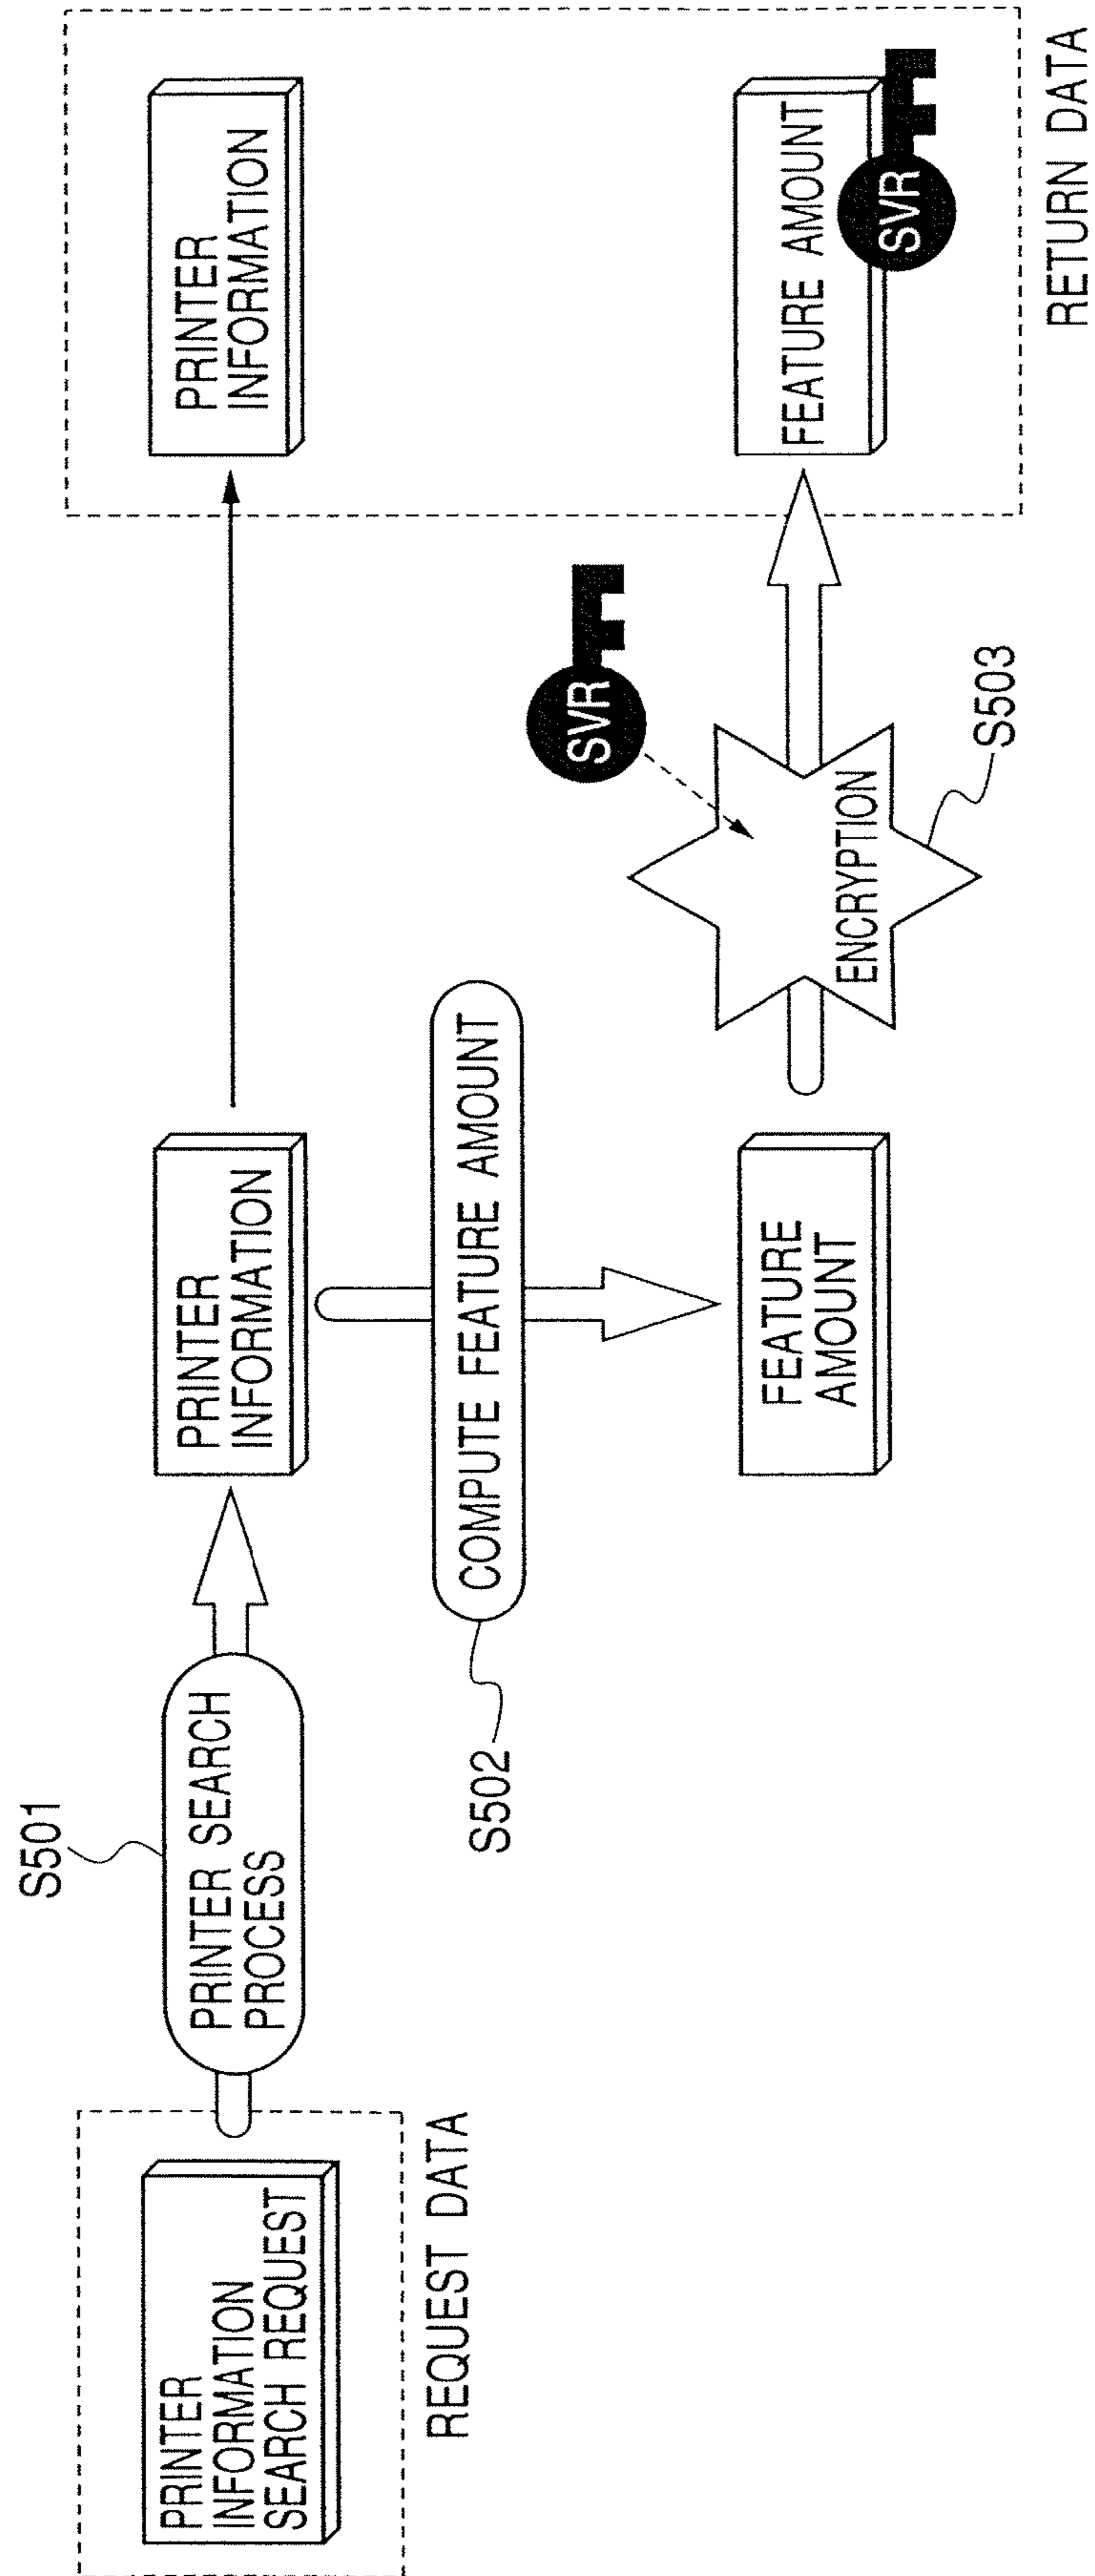 PRINTER
INFORMATION
SEARCH REQUEST
REQUEST DATA
S501
PRINTER SEARCH
PROCESS
PRINTER
INFORMATION
S502
COMPUTE FEATURE AMOUNT
FEATURE
AMOUNT
SVR
ENCRYPTION
S503
PRINTER
INFORMATION
FEATURE AMOUNT
SVR
RETURN DATA